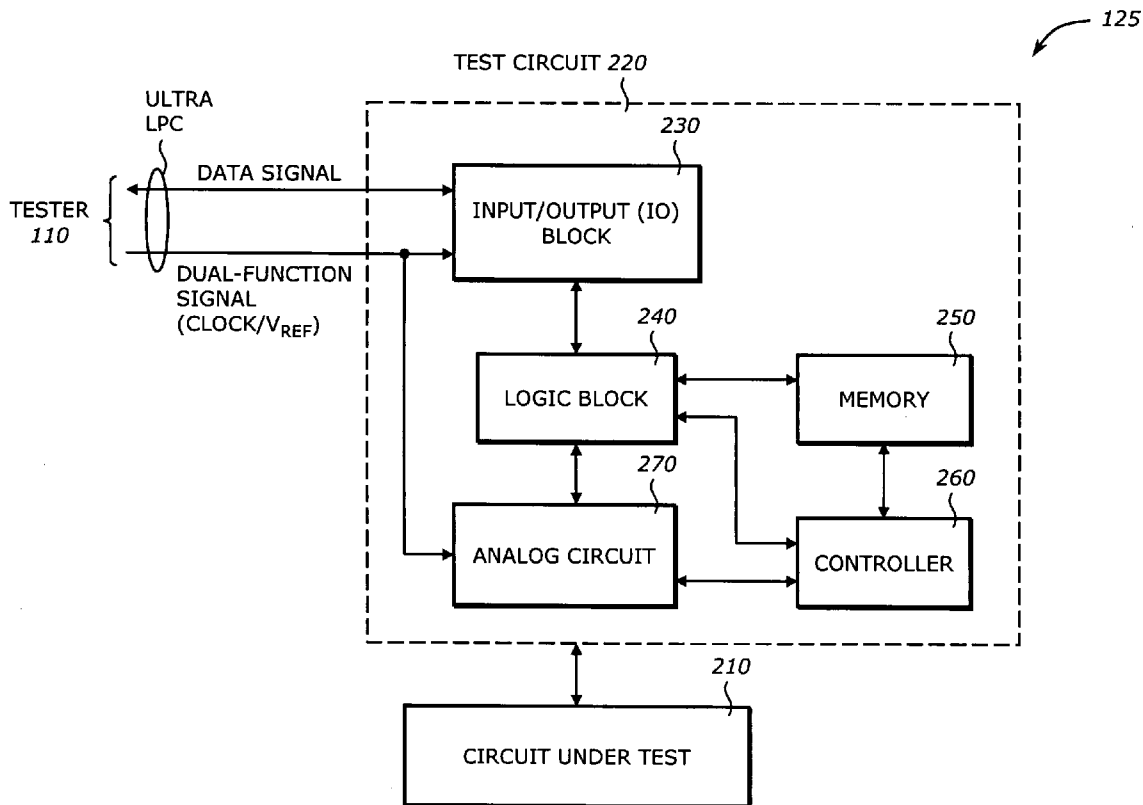 125
TEST CIRCUIT 220
ULTRA
LPC
230
DATA SIGNAL
INPUT/OUTPUT (IO)
BLOCK
TESTER
110
DUAL-FUNCTION
SIGNAL
(CLOCK/VREF)
240
250
LOGIC BLOCK
MEMORY
270
260
ANALOG CIRCUIT
CONTROLLER
210
CIRCUIT UNDER TEST